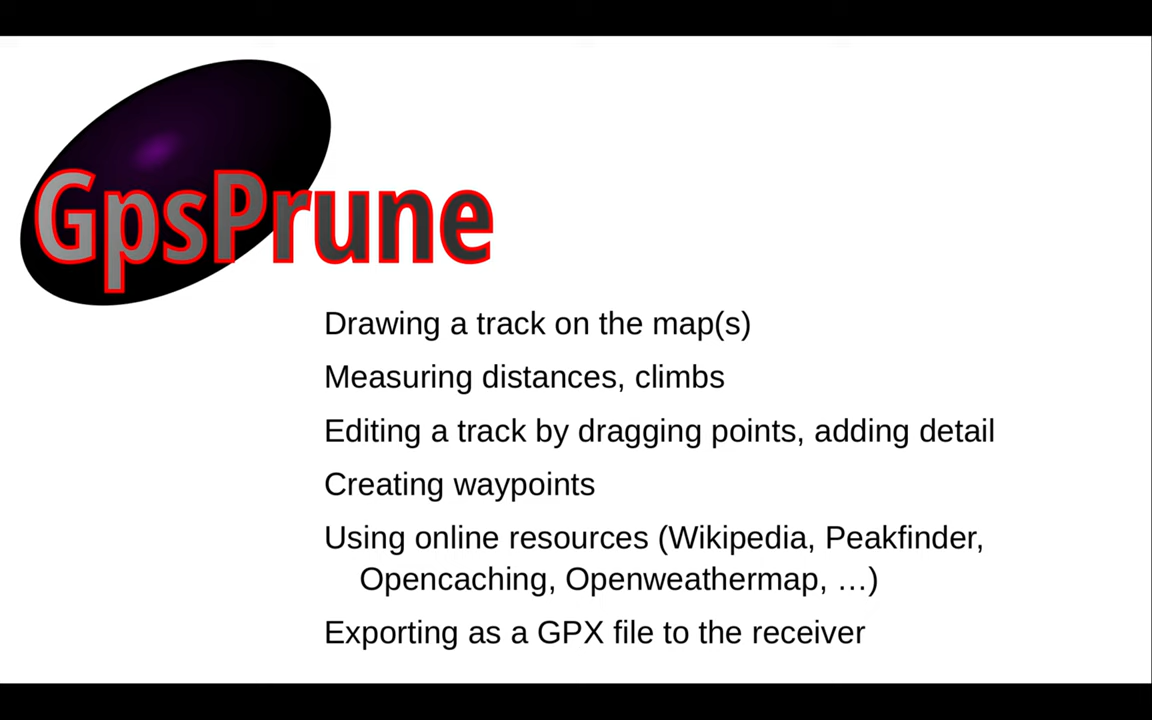 GpsPrune
Drawing a track on the map(s)
Measuring distances, climbs
Editing a track by dragging points, adding detail
Creating waypoints
Using online resources (Wikipedia, Peakfinder,
Opencaching, Openweathermap, …)
Exporting as a GPX file to the receiver